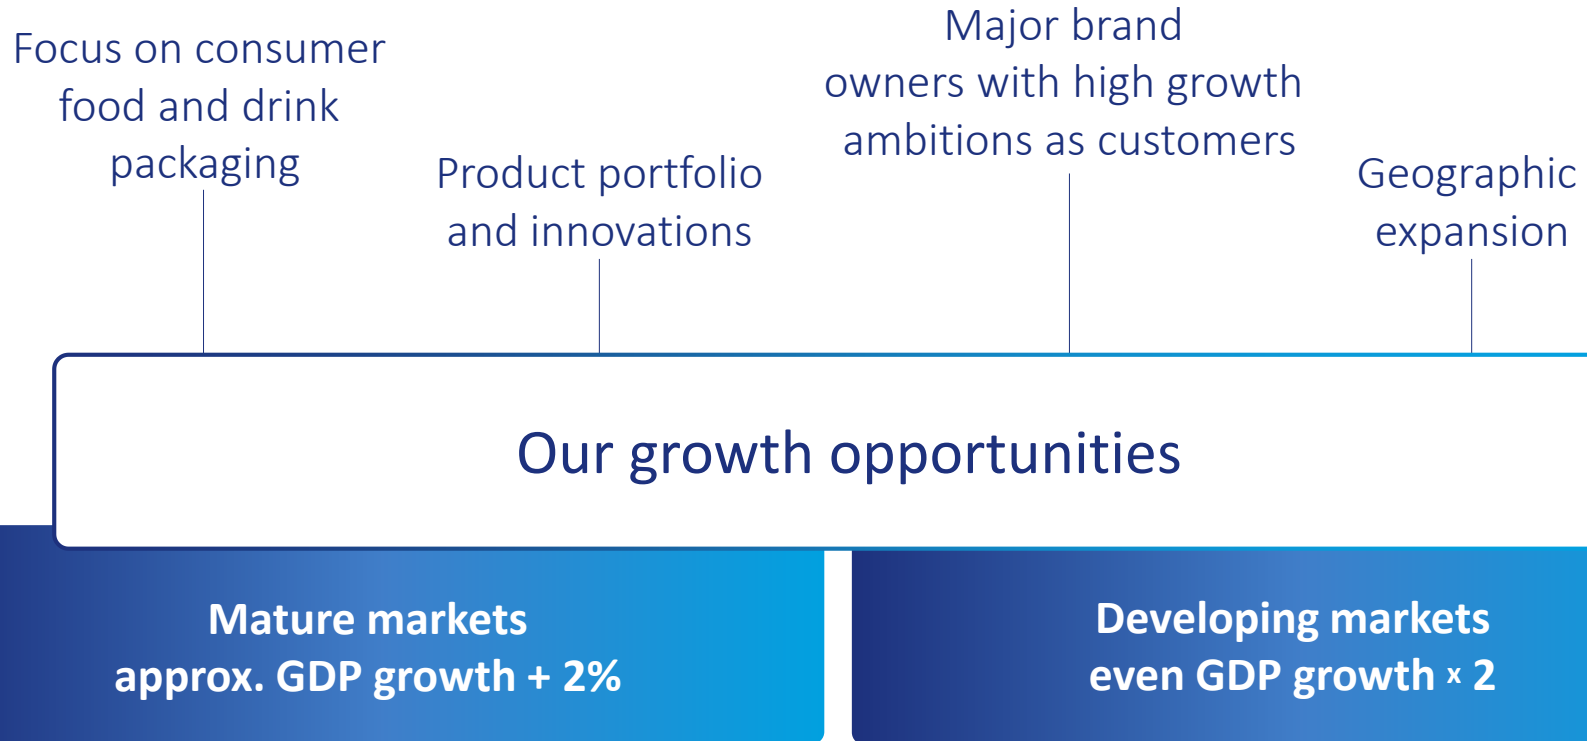 Focus on consumer
food and drink
packaging
Product portfolio
and innovations
Major brand
owners with high growth
ambitions as customers
Geographic
expansion
Our growth opportunities
Mature markets
approx. GDP growth + 2%
Developing markets
even GDP growth x 2